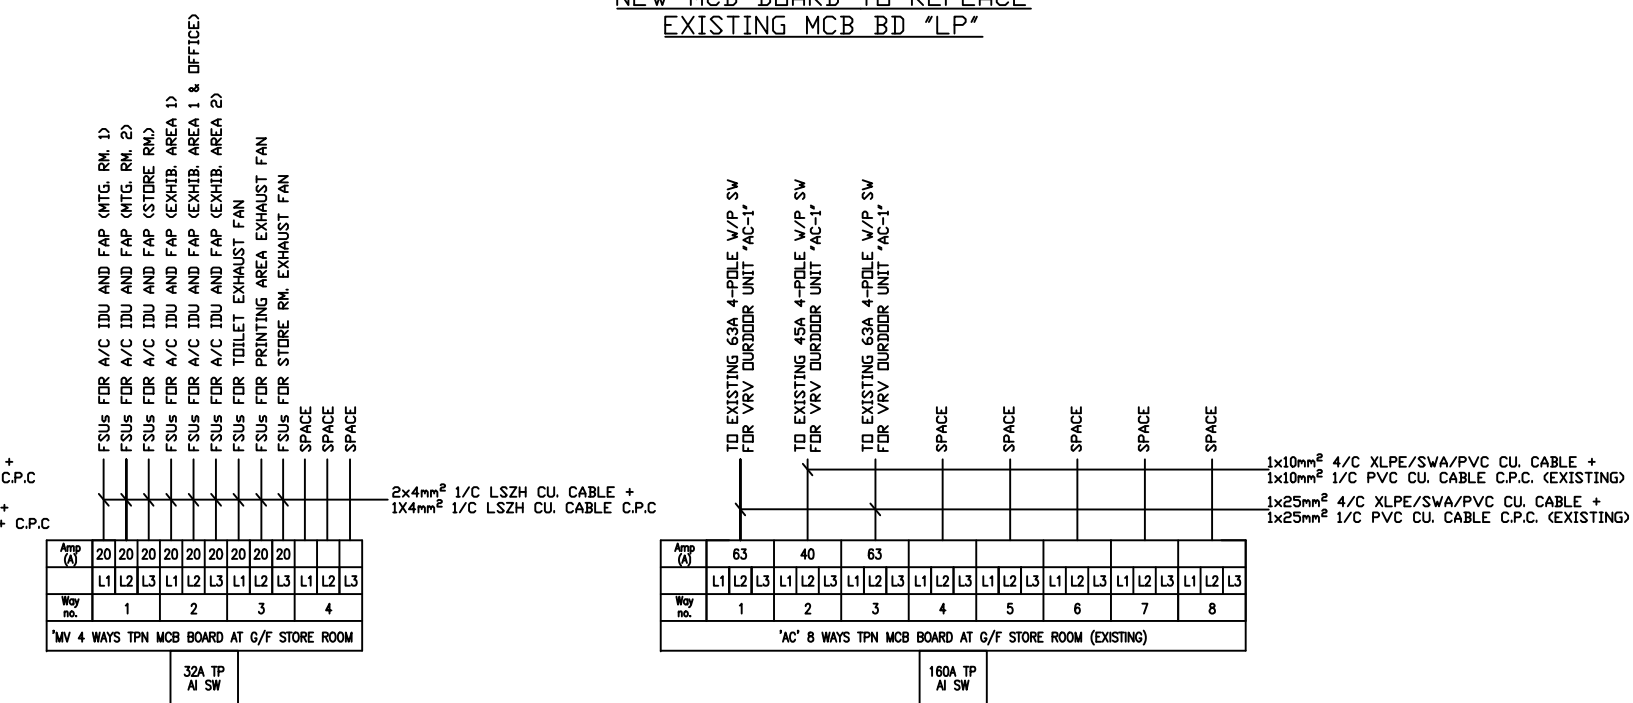 NEW MCB BOARD TO REPLACE
EXISTING MCB BD "LP"
FSUs FOR A/C IDU AND FAP (MTG. RM. 1)
FSUs FOR A/C IDU AND FAP (MTG. RM. 2)
FSUs FOR A/C IDU AND FAP (STORE RM.)
FSUs FOR A/C IDU AND FAP (EXHIB. AREA 1)
FSUs FOR A/C IDU AND FAP (EXHIB. AREA 1 & OFFICE)
FSUs FOR A/C IDU AND FAP (EXHIB. AREA 2)
FSUs FOR TOILET EXHAUST FAN
FSUs FOR PRINTING AREA EXHAUST FAN
FSUs FOR STORE RM. EXHAUST FAN
SPACE
SPACE
SPACE
+
C.P.C
+
+ C.P.C
2x4mm² 1/C LSZH CU. CABLE +
1X4mm² 1/C LSZH CU. CABLE C.P.C
Amp (A) 20 20 20 20 20 20 20 20 20
L1 L2 L3 L1 L2 L3 L1 L2 L3 L1 L2 L3
Way no. 1 2 3 4
'MV 4 WAYS TPN MCB BOARD AT G/F STORE ROOM
32A TP
AI SW
TO EXISTING 63A 4-POLE W/P SW
FOR VRV OURDOOR UNIT "AC-1"
TO EXISTING 45A 4-POLE W/P SW
FOR VRV OURDOOR UNIT "AC-1"
TO EXISTING 63A 4-POLE W/P SW
FOR VRV OURDOOR UNIT "AC-1"
SPACE
SPACE
SPACE
SPACE
SPACE
1x10mm² 4/C XLPE/SWA/PVC CU. CABLE +
1x10mm² 1/C PVC CU. CABLE C.P.C. (EXISTING)
1x25mm² 4/C XLPE/SWA/PVC CU. CABLE +
1x25mm² 1/C PVC CU. CABLE C.P.C. (EXISTING)
Amp (A) 63 40 63
L1 L2 L3 L1 L2 L3 L1 L2 L3 L1 L2 L3 L1 L2 L3 L1 L2 L3 L1 L2 L3 L1 L2 L3
Way no. 1 2 3 4 5 6 7 8
'AC' 8 WAYS TPN MCB BOARD AT G/F STORE ROOM (EXISTING)
160A TP
AI SW